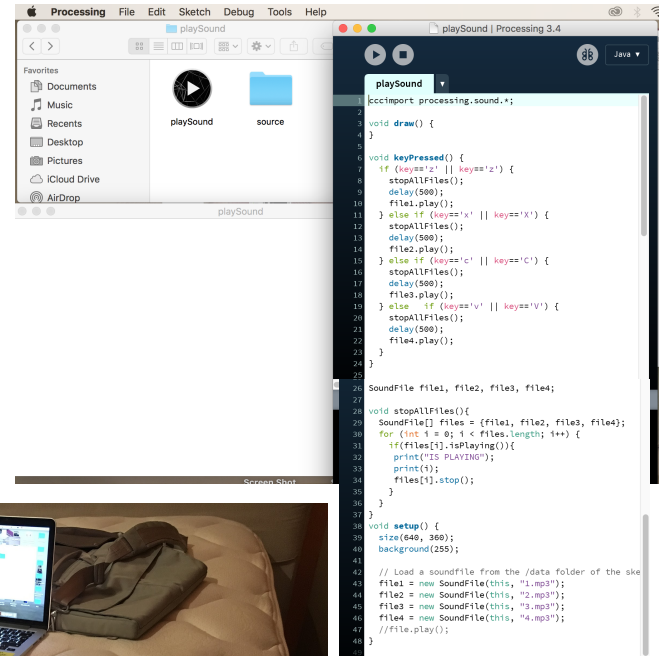 Processing File Edit Sketch Debug Tools Help
playSound
Favorites
Documents
Music
Recents
Desktop
Pictures
iCloud Drive
AirDrop
playSound
source
playSound
Screen Shot
playSound | Processing 3.4
Java ▼
playSound ▼
1 cccimport processing.sound.*;
2
3 void draw() {
4 }
5
6 void keyPressed() {
7 if (key=='z' || key=='z') {
8 stopAllFiles();
9 delay(500);
10 file1.play();
11 } else if (key=='x' || key=='X') {
12 stopAllFiles();
13 delay(500);
14 file2.play();
15 } else if (key=='c' || key=='C') {
16 stopAllFiles();
17 delay(500);
18 file3.play();
19 } else if (key=='v' || key=='V') {
20 stopAllFiles();
21 delay(500);
22 file4.play();
23 }
24 }
25
26 SoundFile file1, file2, file3, file4;
27
28 void stopAllFiles(){
29 SoundFile[] files = {file1, file2, file3, file4};
30 for (int i = 0; i < files.length; i++) {
31 if(files[i].isPlaying()){
32 print("IS PLAYING");
33 print(i);
34 files[i].stop();
35 }
36 }
37 }
38 void setup() {
39 size(640, 360);
40 background(255);
41
42 // Load a soundfile from the /data folder of the ske
43 file1 = new SoundFile(this, "1.mp3");
44 file2 = new SoundFile(this, "2.mp3");
45 file3 = new SoundFile(this, "3.mp3");
46 file4 = new SoundFile(this, "4.mp3");
47 //file.play();
48 }
49